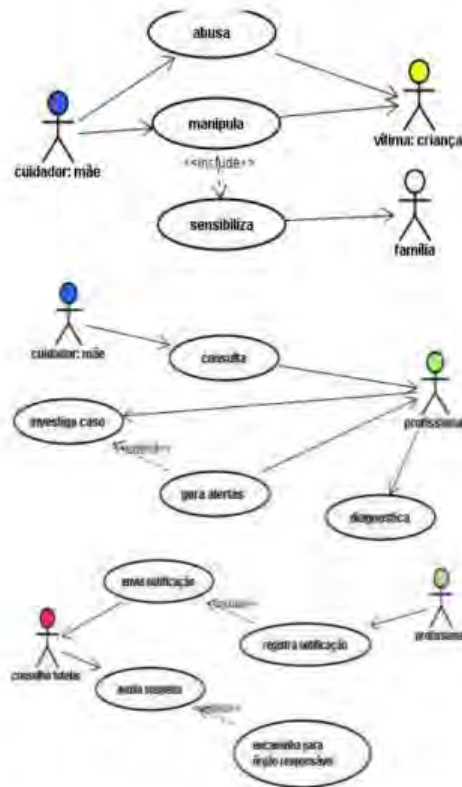 abusa
cuidador: mãe
manipula
vítima: criança
<<include>>
sensibiliza
família
cuidador: mãe
consulta
profissional
investiga caso
<<extend>>
gera alertas
diagnostica
envia notificação
registra notificação
conselho tutelar
avalia suspeita
encaminha para
órgão responsável